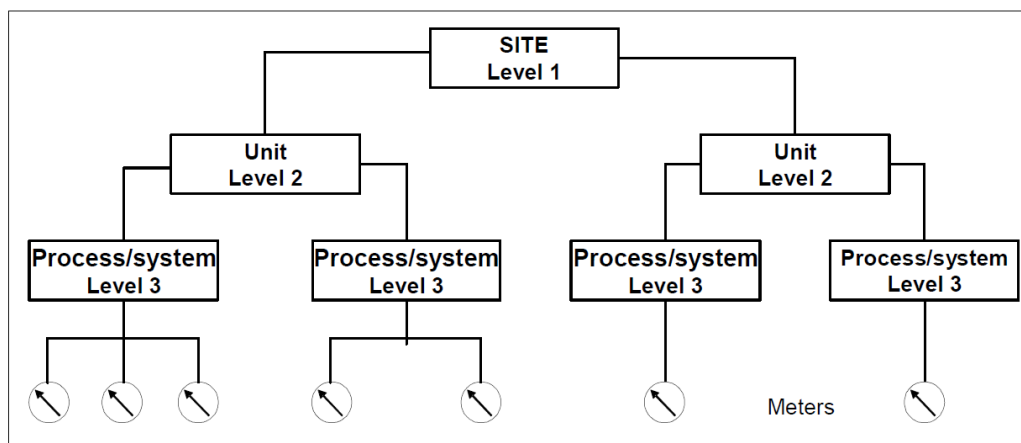 SITE
Level 1
Unit
Level 2
Unit
Level 2
Process/system
Level 3
Process/system
Level 3
Process/system
Level 3
Process/system
Level 3
Meters